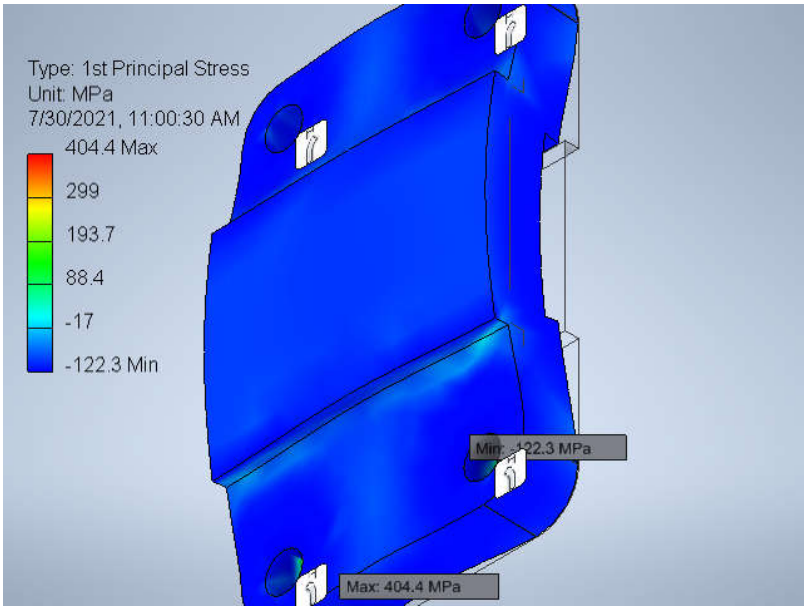 Type: 1st Principal Stress
Unit: MPa
7/30/2021, 11:00:30 AM
404.4 Max
299
193.7
88.4
-17
-122.3 Min
Min: -122.3 MPa
Max: 404.4 MPa